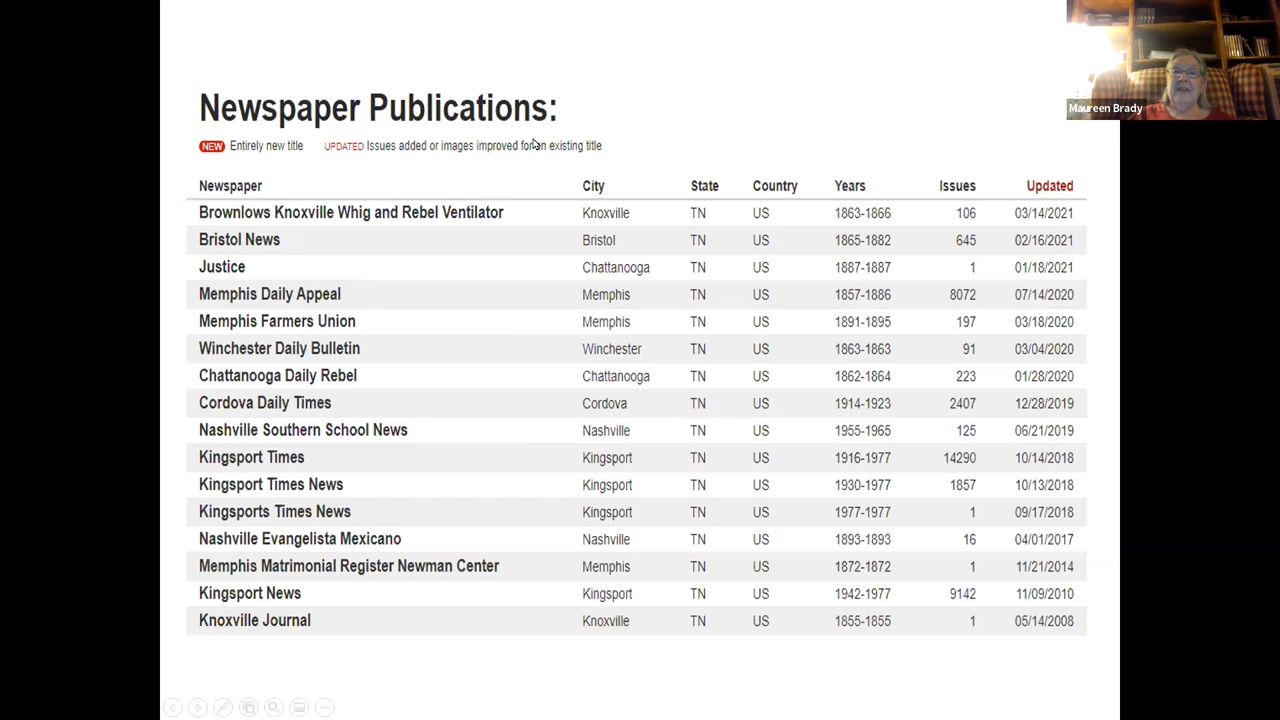 Maureen Brady
Newspaper Publications:
NEW Entirely new title UPDATED Issues added or images improved for an existing title
Newspaper City State Country Years Issues Updated
Brownlows Knoxville Whig and Rebel Ventilator Knoxville TN US 1863-1866 106 03/14/2021
Bristol News Bristol TN US 1865-1882 645 02/16/2021
Justice Chattanooga TN US 1887-1887 1 01/18/2021
Memphis Daily Appeal Memphis TN US 1857-1886 8072 07/14/2020
Memphis Farmers Union Memphis TN US 1891-1895 197 03/18/2020
Winchester Daily Bulletin Winchester TN US 1863-1863 91 03/04/2020
Chattanooga Daily Rebel Chattanooga TN US 1862-1864 223 01/28/2020
Cordova Daily Times Cordova TN US 1914-1923 2407 12/28/2019
Nashville Southern School News Nashville TN US 1955-1965 125 06/21/2019
Kingsport Times Kingsport TN US 1916-1977 14290 10/14/2018
Kingsport Times News Kingsport TN US 1930-1977 1857 10/13/2018
Kingsports Times News Kingsport TN US 1977-1977 1 09/17/2018
Nashville Evangelista Mexicano Nashville TN US 1893-1893 16 04/01/2017
Memphis Matrimonial Register Newman Center Memphis TN US 1872-1872 1 11/21/2014
Kingsport News Kingsport TN US 1942-1977 9142 11/09/2010
Knoxville Journal Knoxville TN US 1855-1855 1 05/14/2008